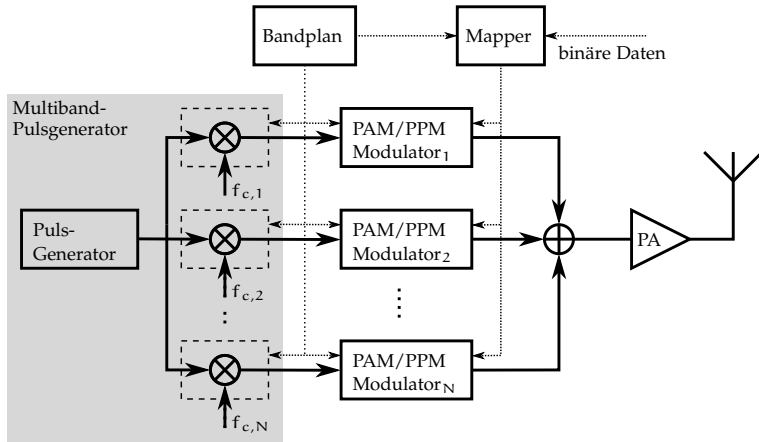 Bandplan
Mapper
binäre Daten
Multiband-
Pulsgenerator
PAM/PPM
Modulator₁
f_c,1
Puls-
Generator
PAM/PPM
Modulator₂
PA
f_c,2
PAM/PPM
Modulator_N
f_c,N